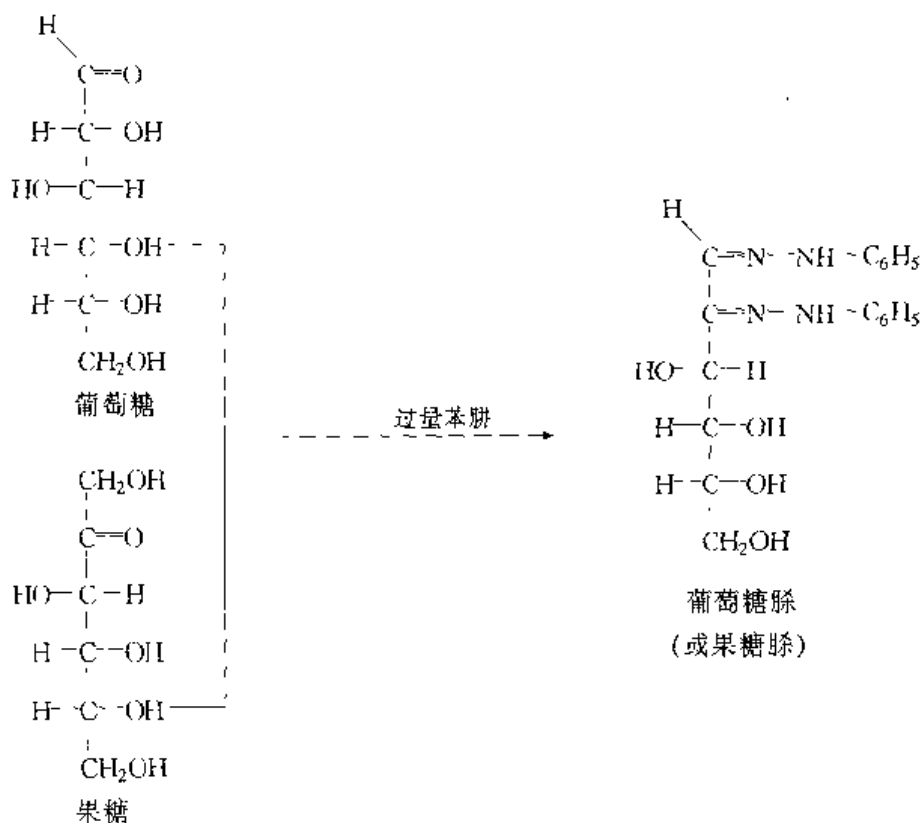 H
C=O
H-C-OH
HO-C-H
H-C-OH
H-C-OH
CH₂OH
葡萄糖
CH₂OH
C=O
HO-C-H
H-C-OH
H-C-OH
CH₂OH
果糖
过量苯肼
H
C=N-NH-C₆H₅
C=N-NH-C₆H₅
HO-C-H
H-C-OH
H-C-OH
CH₂OH
葡萄糖脎
(或果糖脎)